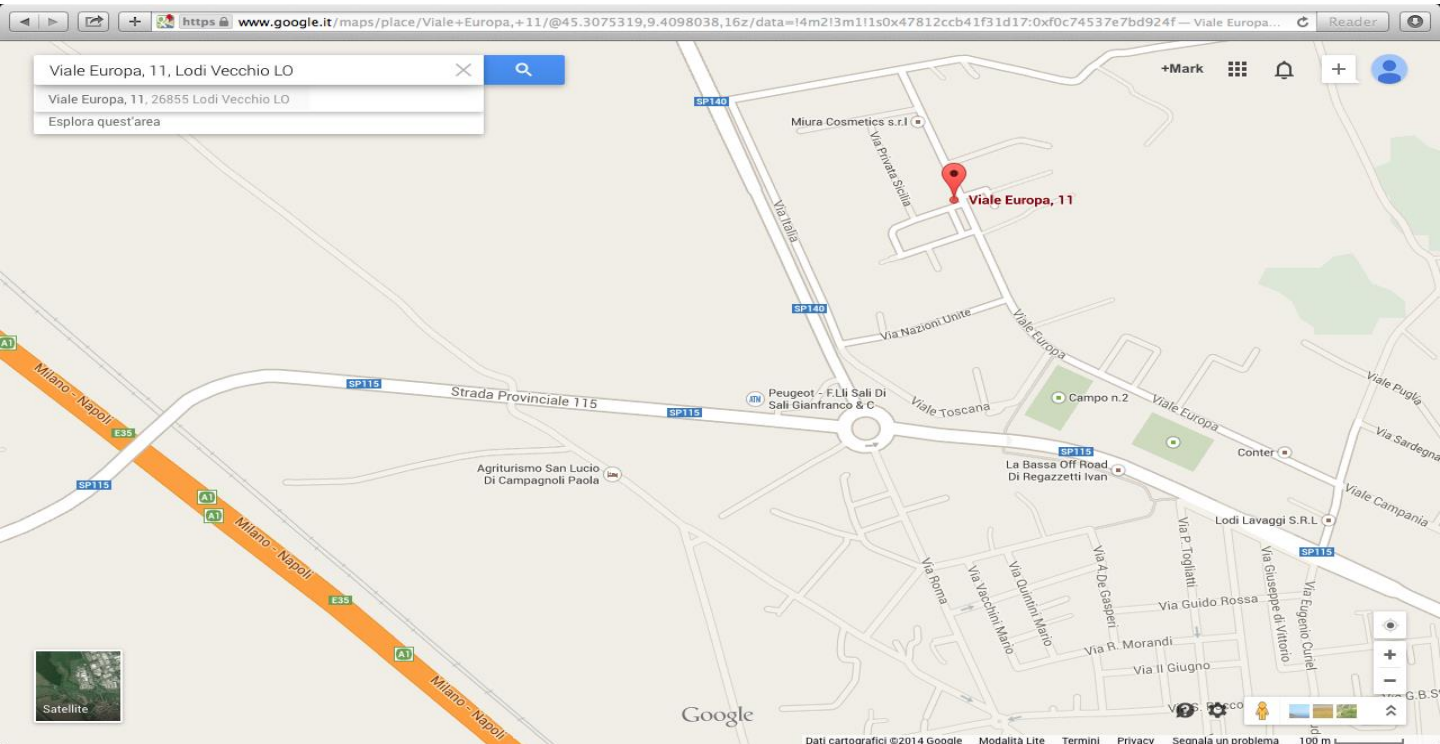 https www.google.it/maps/place/Viale+Europa,+11/@45.3075319,9.4098038,16z/data=!4m2!3m1!1s0x47812ccb41f31d17:0xf0c74537e7bd924f — Viale Europa...
Reader
Viale Europa, 11, Lodi Vecchio LO
+Mark
Viale Europa, 11, 26855 Lodi Vecchio LO
Esplora quest'area
SP140
Miura Cosmetics s.r.l
Via Privata Sicilia
Viale Europa, 11
Via Italia
SP140
Via Nazioni Unite
Viale Europa
A1
Milano - Napoli
SP115
Strada Provinciale 115
SP115
ATM
Peugeot - F.Lli Sali Di
Sali Gianfranco & C
Viale Toscana
Campo n.2
Viale Europa
Viale Puglia
Via Sardegna
E35
SP115
Conter
La Bassa Off Road
Di Regazzetti Ivan
Agriturismo San Lucio
Di Campagnoli Paola
SP115
A1
A1
Milano - Napoli
Viale Campania
Lodi Lavaggi S.R.L
SP115
Via P. Togliatti
Via A.De Gasperi
Via Giuseppe di Vittorio
Via Eugenio Curiel
Via Roma
Via Vacchini Mario
Via Quintini Mario
E35
Via Guido Rossa
Via R. Morandi
Via II Giugno
A1
Milano - Napoli
Satellite
Google
G.B.
Dati cartografici ©2014 Google Modalità Lite Termini Privacy Segnala un problema 100 m